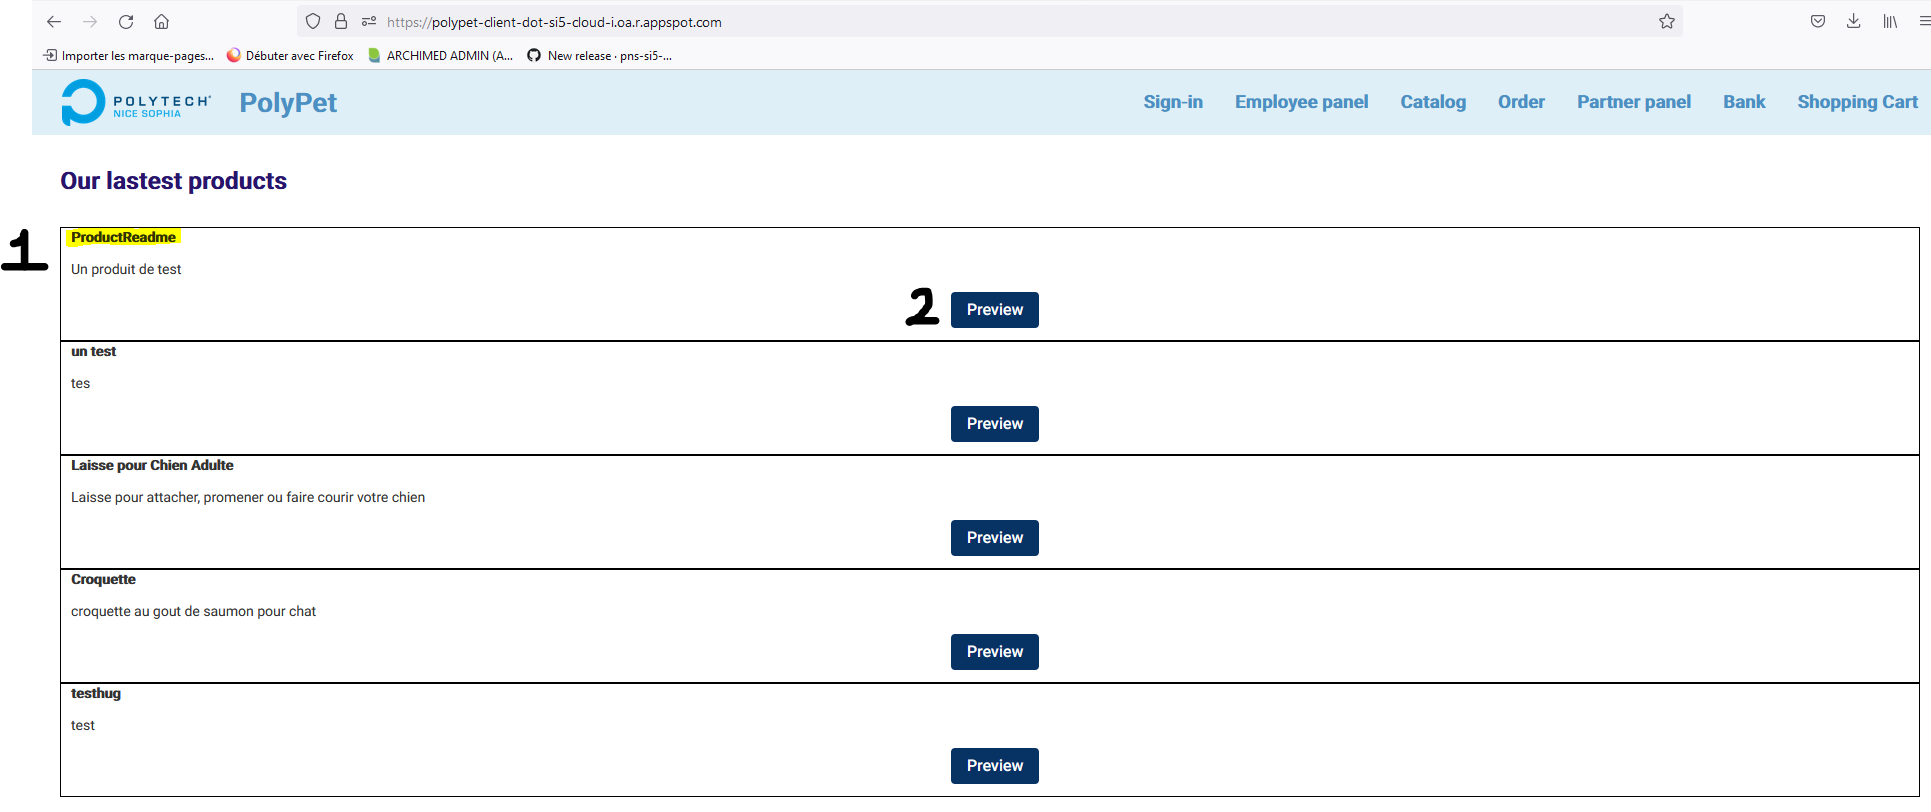 https://polypet-client-dot-si5-cloud-i.oa.r.appspot.com
Importer les marque-pages... Débuter avec Firefox ARCHIMED ADMIN (A... New release · pns-si5-...
POLYTECH
NICE SOPHIA
PolyPet Sign-in Employee panel Catalog Order Partner panel Bank Shopping Cart
Our lastest products
1 ProductReadme
Un produit de test
2 Preview
un test
tes
Preview
Laisse pour Chien Adulte
Laisse pour attacher, promener ou faire courir votre chien
Preview
Croquette
croquette au gout de saumon pour chat
Preview
testhug
test
Preview